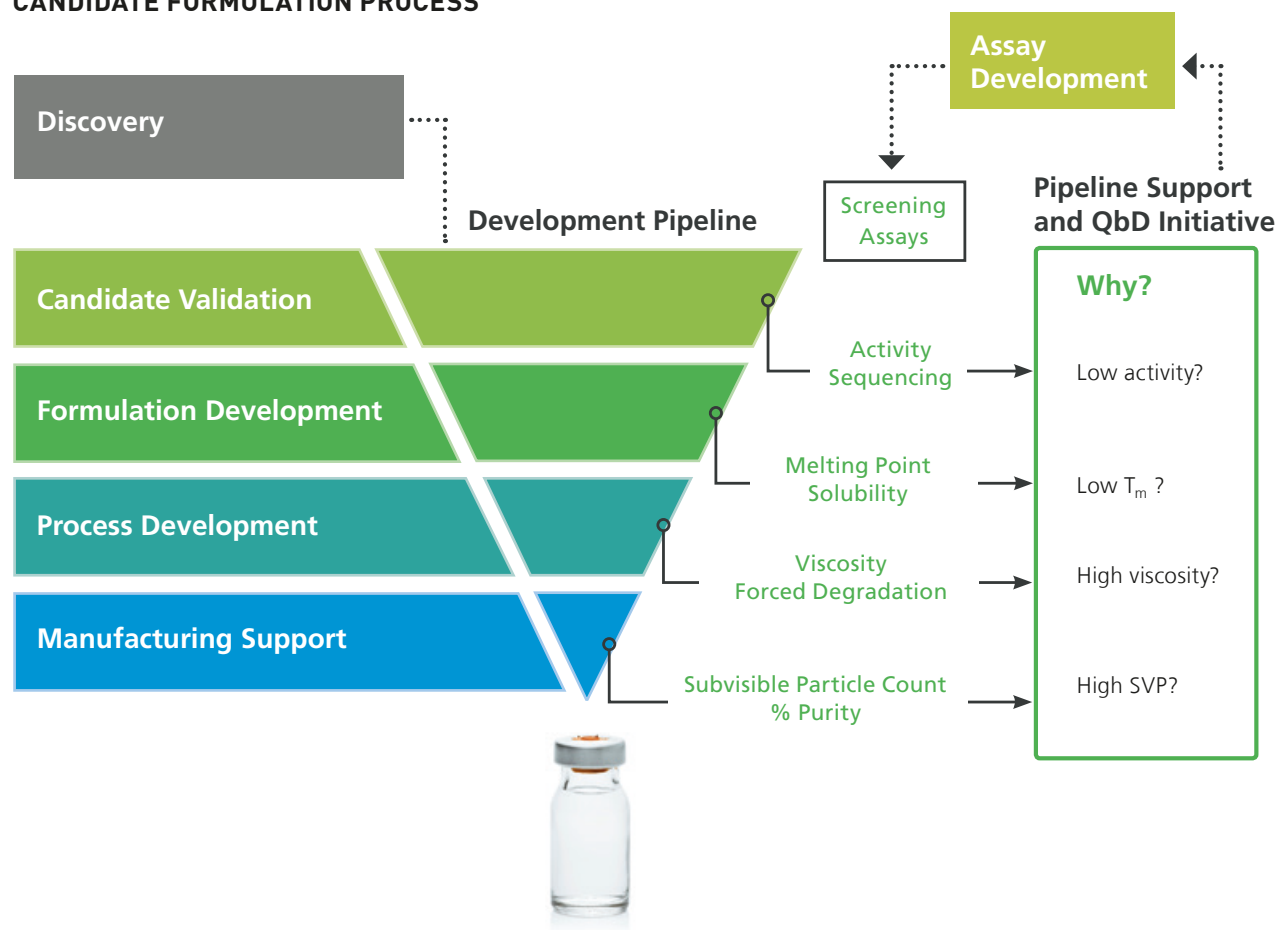 CANDIDATE FORMULATION PROCESS
Assay
Development
Discovery
Development Pipeline
Screening
Assays
Pipeline Support
and QbD Initiative
Candidate Validation
Why?
Activity
Sequencing
Low activity?
Formulation Development
Melting Point
Solubility
Low Tm ?
Process Development
Viscosity
Forced Degradation
High viscosity?
Manufacturing Support
Subvisible Particle Count
% Purity
High SVP?